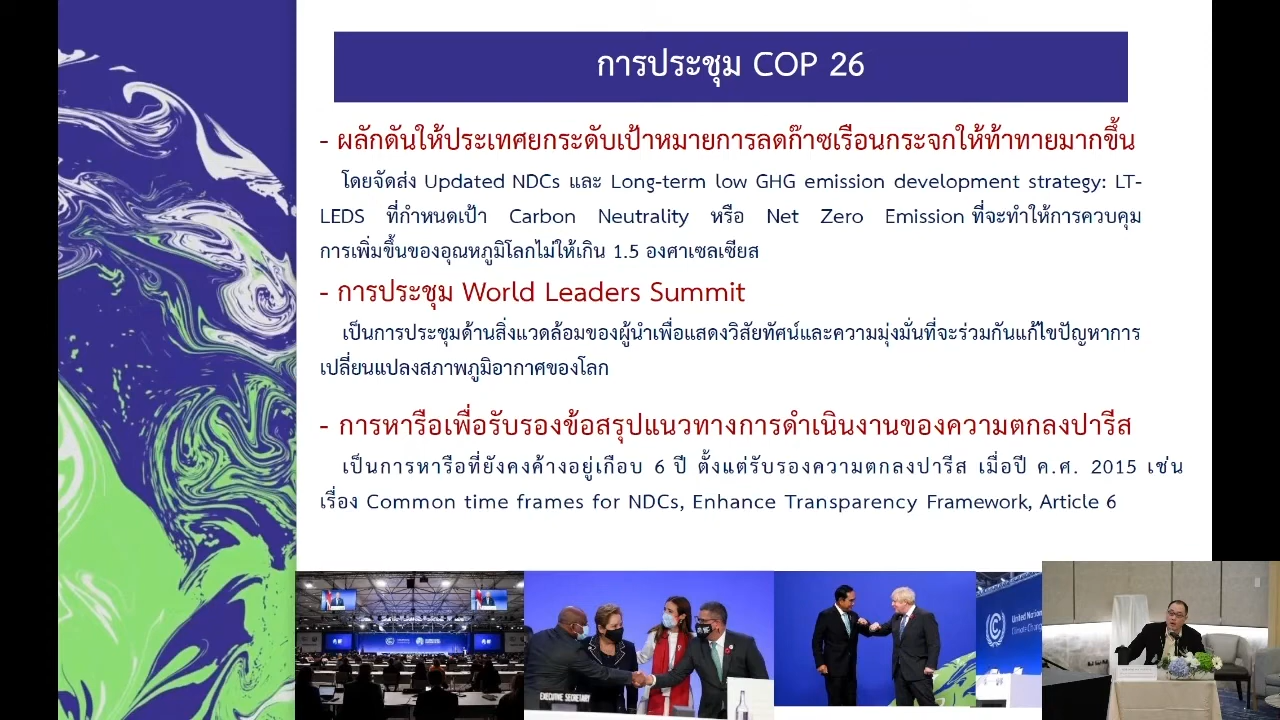 การประชุม COP 26
- ผลักดันให้ประเทศยกระดับเป้าหมายการลดก๊าซเรือนกระจกให้ท้าทายมากขึ้น
โดยจัดส่ง Updated NDCs และ Long-term low GHG emission development strategy: LT-
LEDS ที่กำหนดเป้า Carbon Neutrality หรือ Net Zero Emission ที่จะทำให้การควบคุม
การเพิ่มขึ้นของอุณหภูมิโลกไม่ให้เกิน 1.5 องศาเซลเซียส
- การประชุม World Leaders Summit
เป็นการประชุมด้านสิ่งแวดล้อมของผู้นำเพื่อแสดงวิสัยทัศน์และความมุ่งมั่นที่จะร่วมกันแก้ไขปัญหาการ
เปลี่ยนแปลงสภาพภูมิอากาศของโลก
- การหารือเพื่อรับรองข้อสรุปแนวทางการดำเนินงานของความตกลงปารีส
เป็นการหารือที่ยังคงค้างอยู่เกือบ 6 ปี ตั้งแต่รับรองความตกลงปารีส เมื่อปี ค.ศ. 2015 เช่น
เรื่อง Common time frames for NDCs, Enhance Transparency Framework, Article 6
EXECUTIVE SECRETARY
United Nation
Climate Chang